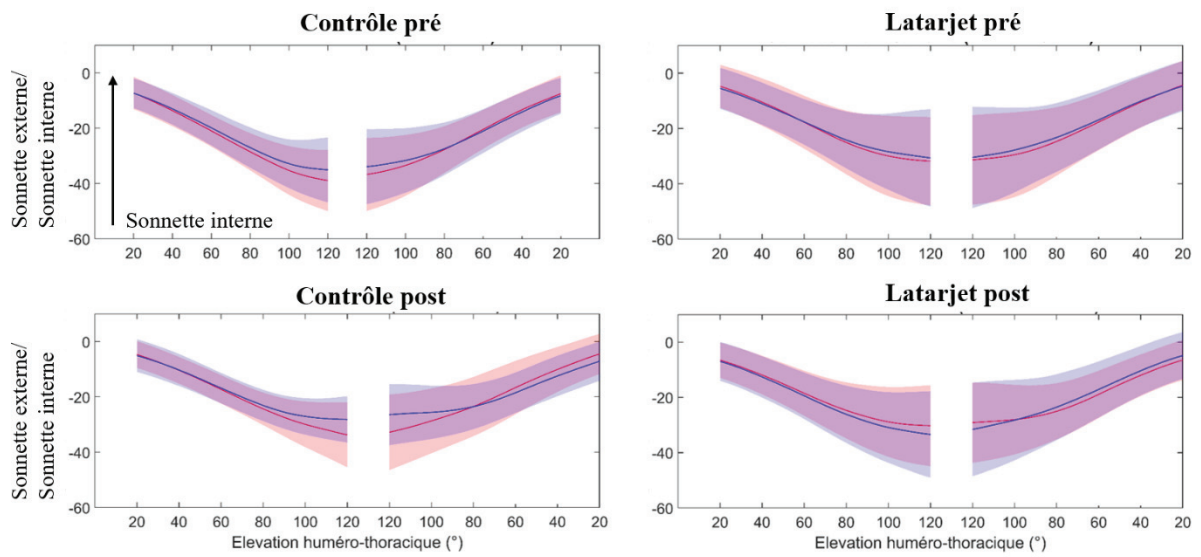 Contrôle pré
Latarjet pré
Sonnette externe/
Sonnette interne
0
-20
-40
-60
Sonnette interne
20 40 60 80 100 120 120 100 80 60 40 20
0
-20
-40
-60
20 40 60 80 100 120 120 100 80 60 40 20
Contrôle post
Latarjet post
Sonnette externe/
Sonnette interne
0
-20
-40
-60
20 40 60 80 100 120 120 100 80 60 40 20
Elevation huméro-thoracique (°)
0
-20
-40
-60
20 40 60 80 100 120 120 100 80 60 40 20
Elevation huméro-thoracique (°)